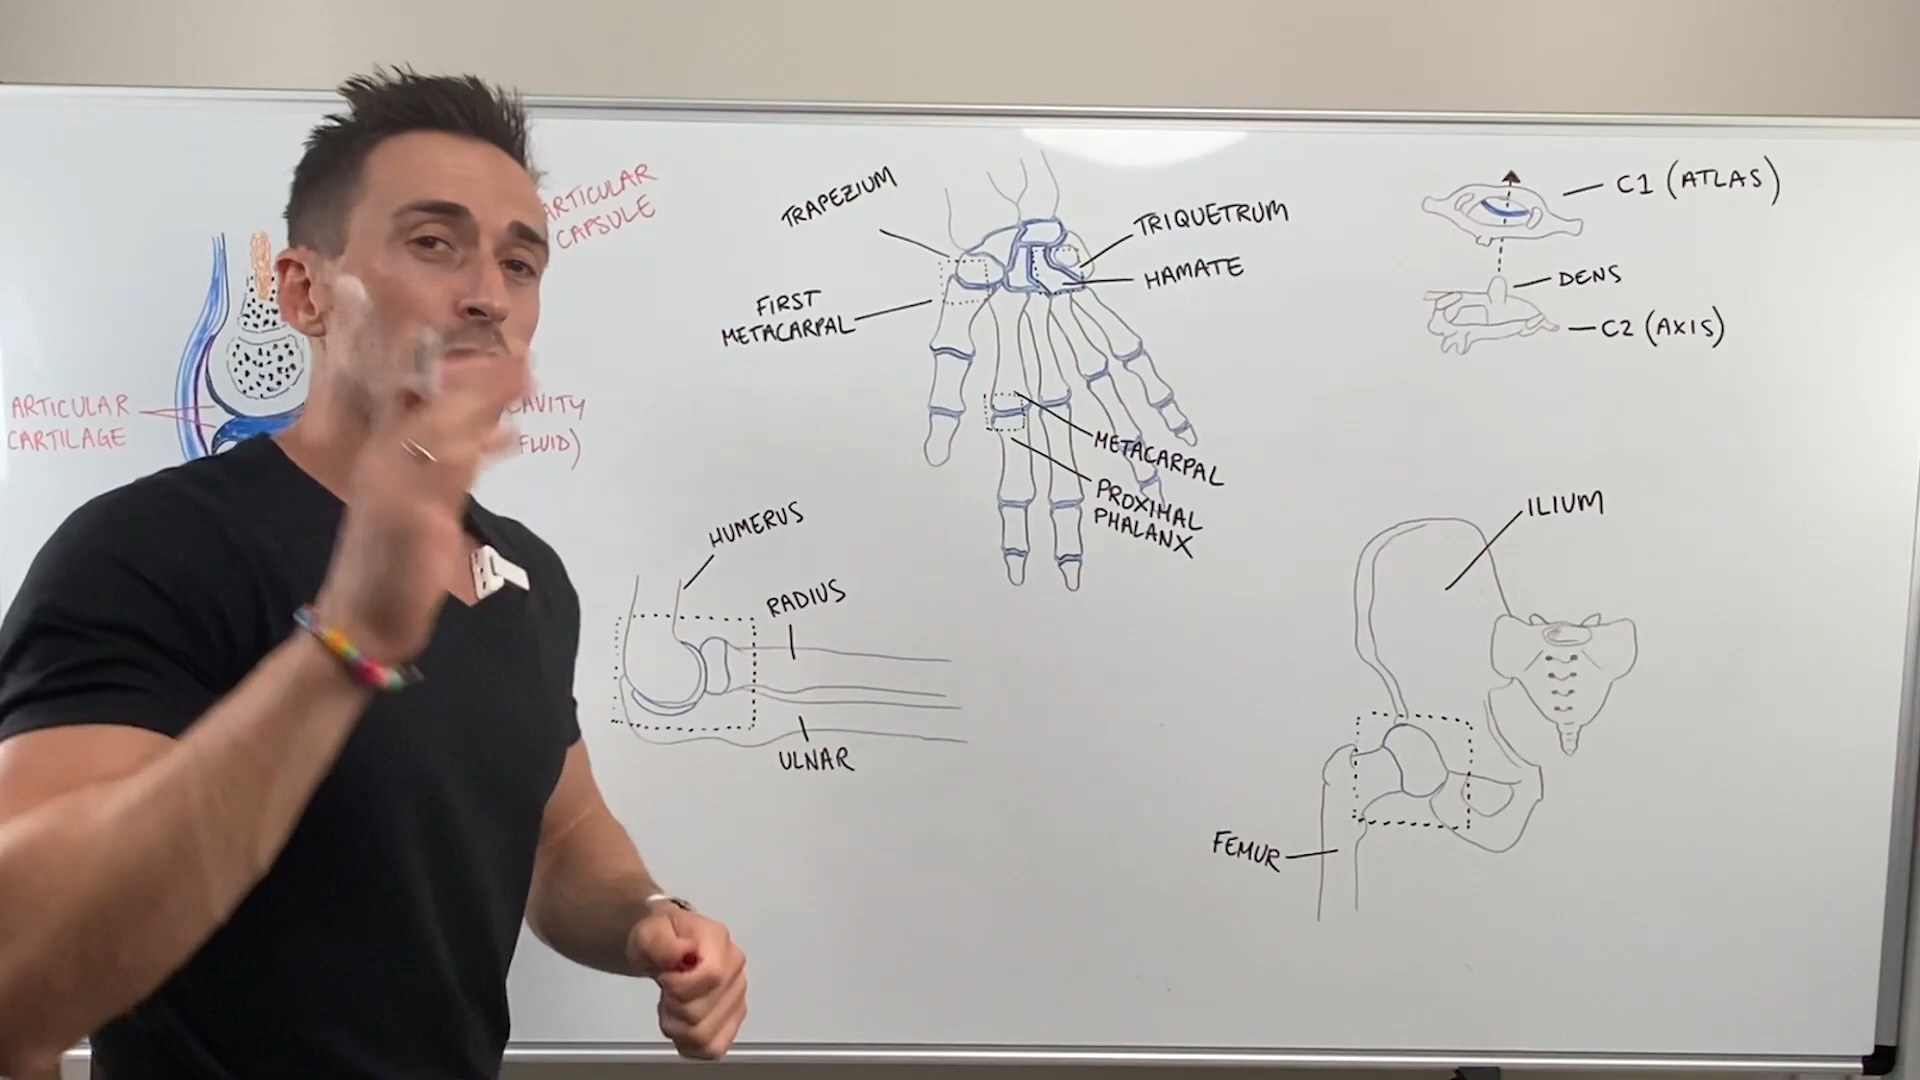 ARTICULAR
CAPSULE
ARTICULAR
CARTILAGE
CAVITY
FLUID)
TRAPEZIUM
FIRST
METACARPAL
TRIQUETRUM
HAMATE
METACARPAL
PROXIMAL
PHALANX
C1 (ATLAS)
DENS
C2 (AXIS)
HUMERUS
RADIUS
ULNAR
ILIUM
FEMUR